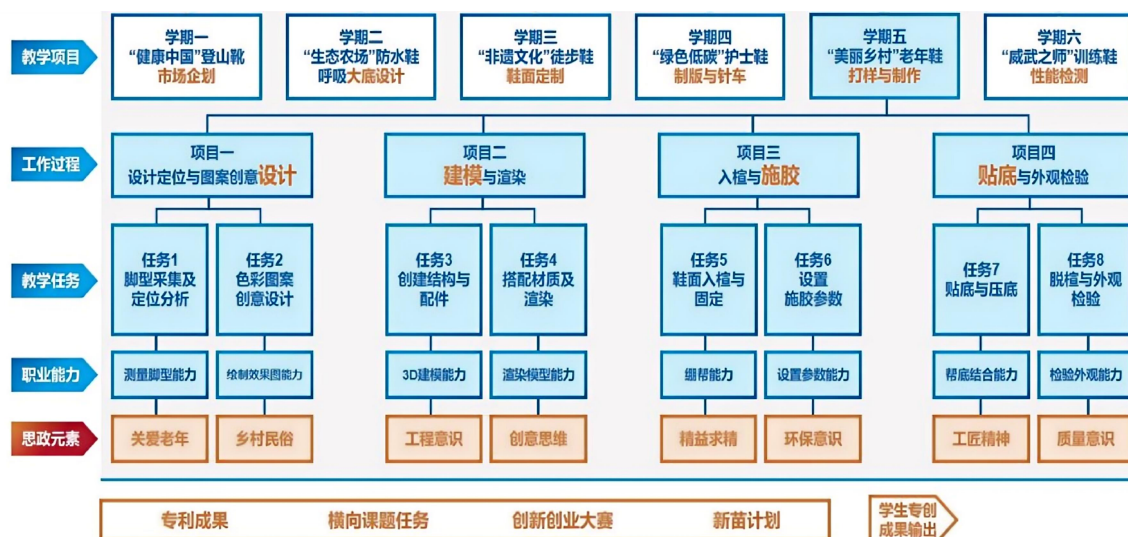 教学项目
学期一
“健康中国”登山靴
市场企划
学期二
“生态农场”防水鞋
呼吸大底设计
学期三
“非遗文化”徒步鞋
鞋面定制
学期四
“绿色低碳”护士鞋
制版与针车
学期五
“美丽乡村”老年鞋
打样与制作
学期六
“威武之师”训练鞋
性能检测
工作过程
项目一
设计定位与图案创意设计
项目二
建模与渲染
项目三
入楦与施胶
项目四
贴底与外观检验
教学任务
任务1
脚型采集及
定位分析
任务2
色彩图案
创意设计
任务3
创建结构与
配件
任务4
搭配材质及
渲染
任务5
鞋面入楦与
固定
任务6
设置
施胶参数
任务7
贴底与压底
任务8
脱楦与外观
检验
职业能力
测量脚型能力
绘制效果图能力
3D建模能力
渲染模型能力
绷帮能力
设置参数能力
帮底结合能力
检验外观能力
思政元素
关爱老年
乡村民俗
工程意识
创意思维
精益求精
环保意识
工匠精神
质量意识
专利成果
横向课题任务
创新创业大赛
新苗计划
学生专创
成果输出